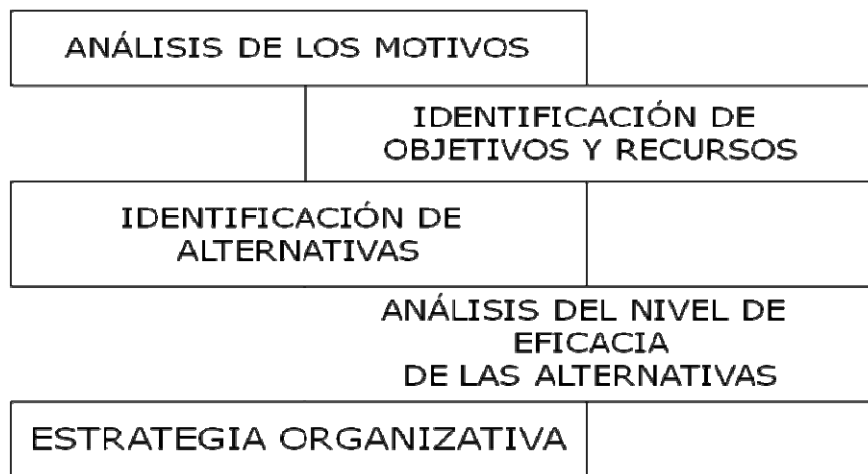 ANÁLISIS DE LOS MOTIVOS
IDENTIFICACIÓN DE
OBJETIVOS Y RECURSOS
IDENTIFICACIÓN DE
ALTERNATIVAS
ANÁLISIS DEL NIVEL DE
EFICACIA
DE LAS ALTERNATIVAS
ESTRATEGIA ORGANIZATIVA